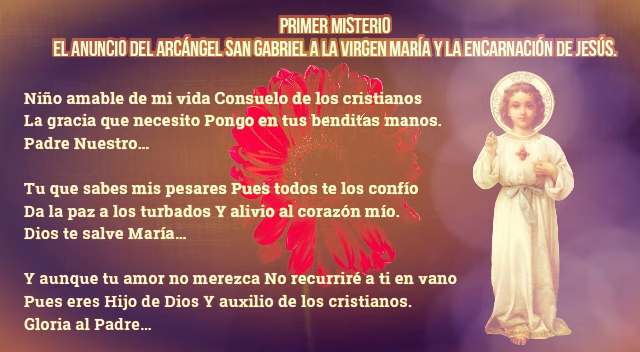 PRIMER MISTERIO
EL ANUNCIO DEL ARCÁNGEL SAN GABRIEL A LA VIRGEN MARÍA Y LA ENCARNACIÓN DE JESÚS.
Niño amable de mi vida Consuelo de los cristianos
La gracia que necesito Pongo en tus benditas manos.
Padre Nuestro...
Tu que sabes mis pesares Pues todos te los confío
Da la paz a los turbados Y alivio al corazón mío.
Dios te salve María...
Y aunque tu amor no merezca No recurriré a ti en vano
Pues eres Hijo de Dios Y auxilio de los cristianos.
Gloria al Padre...